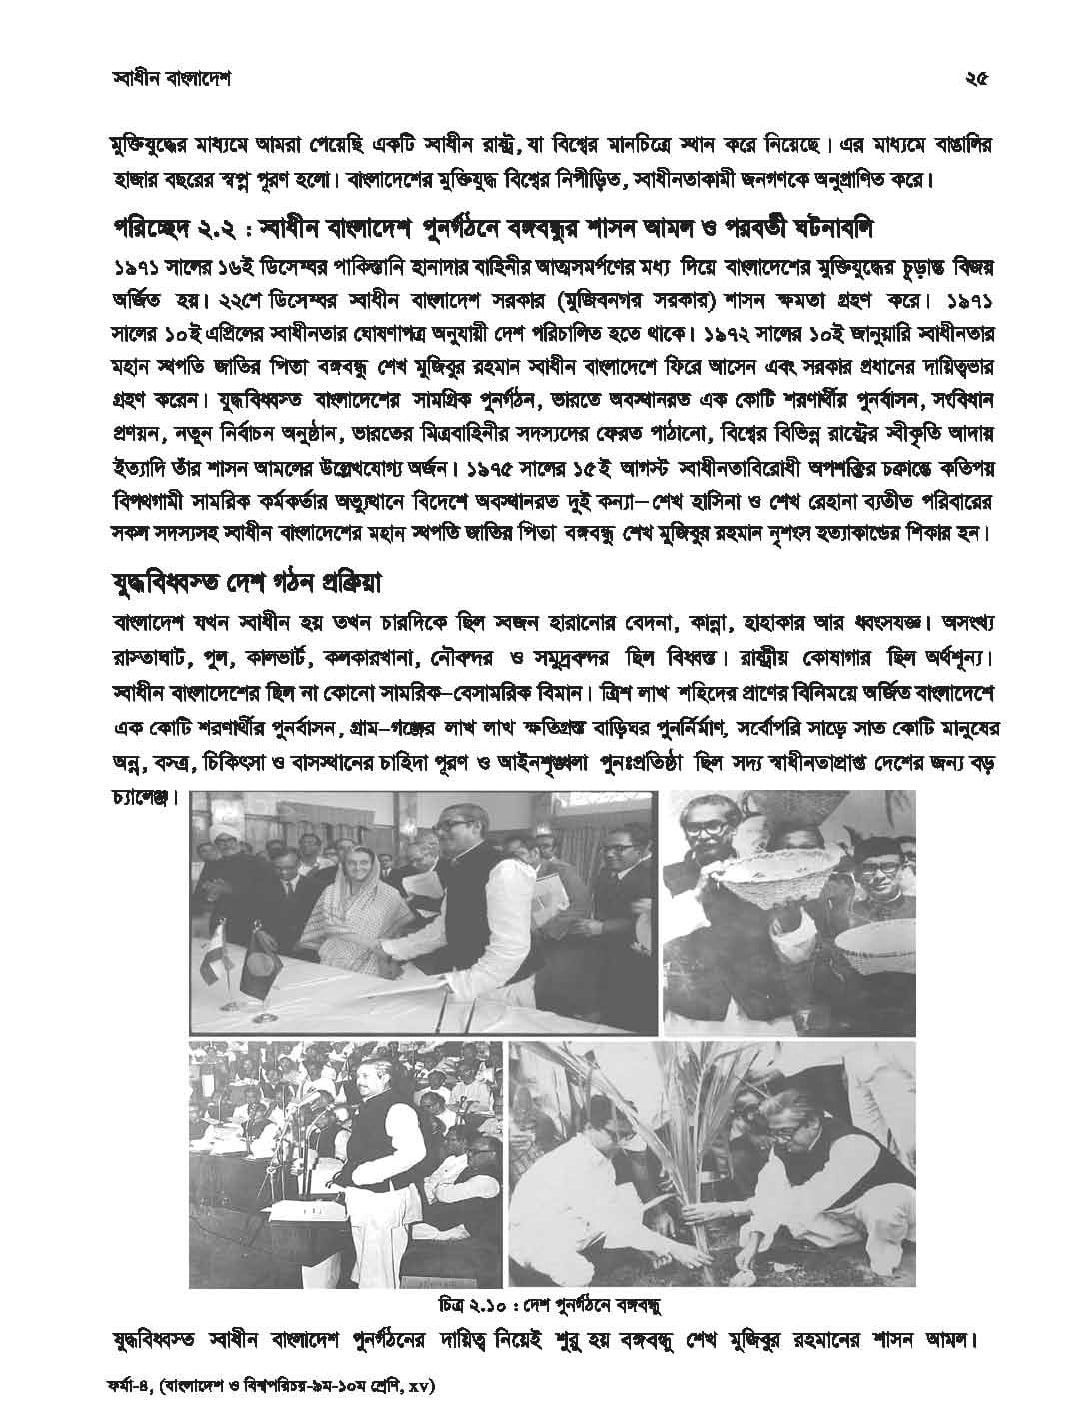 স্বাধীন বাংলাদেশ ২৫
মুক্তিযুদ্ধের মাধ্যমে আমরা পেয়েছি একটি স্বাধীন রাষ্ট্র, যা বিশ্বের মানচিত্রে স্থান করে নিয়েছে। এর মাধ্যমে বাঙালির
হাজার বছরের স্বপ্ন পূরণ হলো। বাংলাদেশের মুক্তিযুদ্ধ বিশ্বের নিপীড়িত, স্বাধীনতাকামী জনগণকে অনুপ্রাণিত করে।
পরিচ্ছেদ ২.২ : স্বাধীন বাংলাদেশ পুনর্গঠনে বঙ্গবন্ধুর শাসন আমল ও পরবর্তী ঘটনাবলি
১৯৭১ সালের ১৬ই ডিসেম্বর পাকিস্তানি হানাদার বাহিনীর আত্মসমর্পণের মধ্য দিয়ে বাংলাদেশের মুক্তিযুদ্ধের চূড়ান্ত বিজয়
অর্জিত হয়। ২২শে ডিসেম্বর স্বাধীন বাংলাদেশ সরকার (মুজিবনগর সরকার) শাসন ক্ষমতা গ্রহণ করে। ১৯৭১
সালের ১০ই এপ্রিলের স্বাধীনতার ঘোষণাপত্র অনুযায়ী দেশ পরিচালিত হতে থাকে। ১৯৭২ সালের ১০ই জানুয়ারি স্বাধীনতার
মহান স্থপতি জাতির পিতা বঙ্গবন্ধু শেখ মুজিবুর রহমান স্বাধীন বাংলাদেশে ফিরে আসেন এবং সরকার প্রধানের দায়িত্বভার
গ্রহণ করেন। যুদ্ধবিধ্বস্ত বাংলাদেশের সামগ্রিক পুনর্গঠন, ভারতে অবস্থানরত এক কোটি শরণার্থীর পুনর্বাসন, সংবিধান
প্রণয়ন, নতুন নির্বাচন অনুষ্ঠান, ভারতের মিত্রবাহিনীর সদস্যদের ফেরত পাঠানো, বিশ্বের বিভিন্ন রাষ্ট্রের স্বীকৃতি আদায়
ইত্যাদি তাঁর শাসন আমলের উল্লেখযোগ্য অর্জন। ১৯৭৫ সালের ১৫ই আগস্ট স্বাধীনতাবিরোধী অপশক্তির চক্রান্তে কতিপয়
বিপথগামী সামরিক কর্মকর্তার অভ্যুত্থানে বিদেশে অবস্থানরত দুই কন্যা–শেখ হাসিনা ও শেখ রেহানা ব্যতীত পরিবারের
সকল সদস্যসহ স্বাধীন বাংলাদেশের মহান স্থপতি জাতির পিতা বঙ্গবন্ধু শেখ মুজিবুর রহমান নৃশংস হত্যাকাণ্ডের শিকার হন।
যুদ্ধবিধ্বস্ত দেশ গঠন প্রক্রিয়া
বাংলাদেশ যখন স্বাধীন হয় তখন চারদিকে ছিল স্বজন হারানোর বেদনা, কান্না, হাহাকার আর ধ্বংসযজ্ঞ। অসংখ্য
রাস্তাঘাট, পুল, কালভার্ট, কলকারখানা, নৌবন্দর ও সমুদ্রবন্দর ছিল বিধ্বস্ত। রাষ্ট্রীয় কোষাগার ছিল অর্থশূন্য।
স্বাধীন বাংলাদেশের ছিল না কোনো সামরিক–বেসামরিক বিমান। ত্রিশ লাখ শহিদের প্রাণের বিনিময়ে অর্জিত বাংলাদেশে
এক কোটি শরণার্থীর পুনর্বাসন, গ্রাম–গঞ্জের লাখ লাখ ক্ষতিগ্রস্ত বাড়িঘর পুনর্নির্মাণ, সর্বোপরি সাড়ে সাত কোটি মানুষের
অন্ন, বস্ত্র, চিকিৎসা ও বাসস্থানের চাহিদা পূরণ ও আইনশৃঙ্খলা পুনঃপ্রতিষ্ঠা ছিল সদ্য স্বাধীনতাপ্রাপ্ত দেশের জন্য বড়
চ্যালেঞ্জ।
চিত্র ২.১০ : দেশ পুনর্গঠনে বঙ্গবন্ধু
যুদ্ধবিধ্বস্ত স্বাধীন বাংলাদেশ পুনর্গঠনের দায়িত্ব নিয়েই শুরু হয় বঙ্গবন্ধু শেখ মুজিবুর রহমানের শাসন আমল।
ফর্মা-৪, (বাংলাদেশ ও বিশ্বপরিচয়-৯ম-১০ম শ্রেণি, xv)